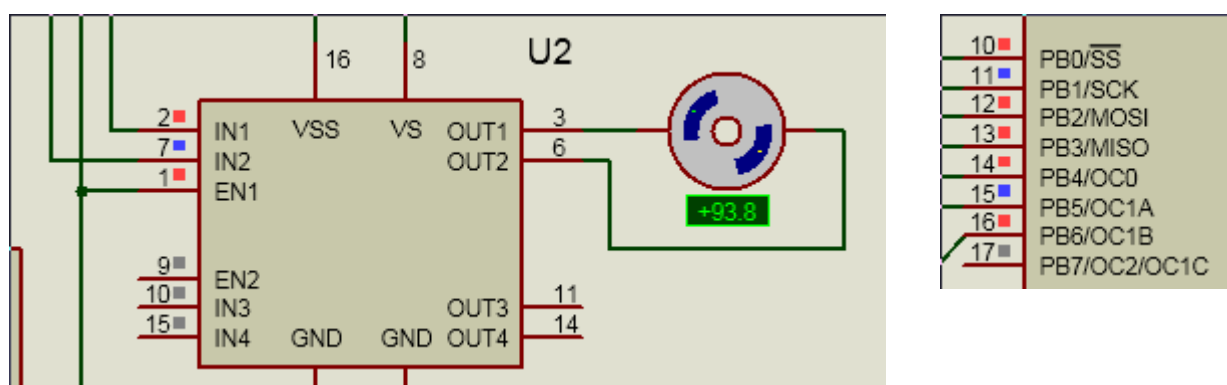 U2
16
8
2
IN1
VSS
VS
OUT1
3
7
IN2
OUT2
6
1
EN1
+93.8
9
EN2
10
IN3
OUT3
11
15
IN4
GND
GND
OUT4
14
10
PB0/SS
11
PB1/SCK
12
PB2/MOSI
13
PB3/MISO
14
PB4/OC0
15
PB5/OC1A
16
PB6/OC1B
17
PB7/OC2/OC1C